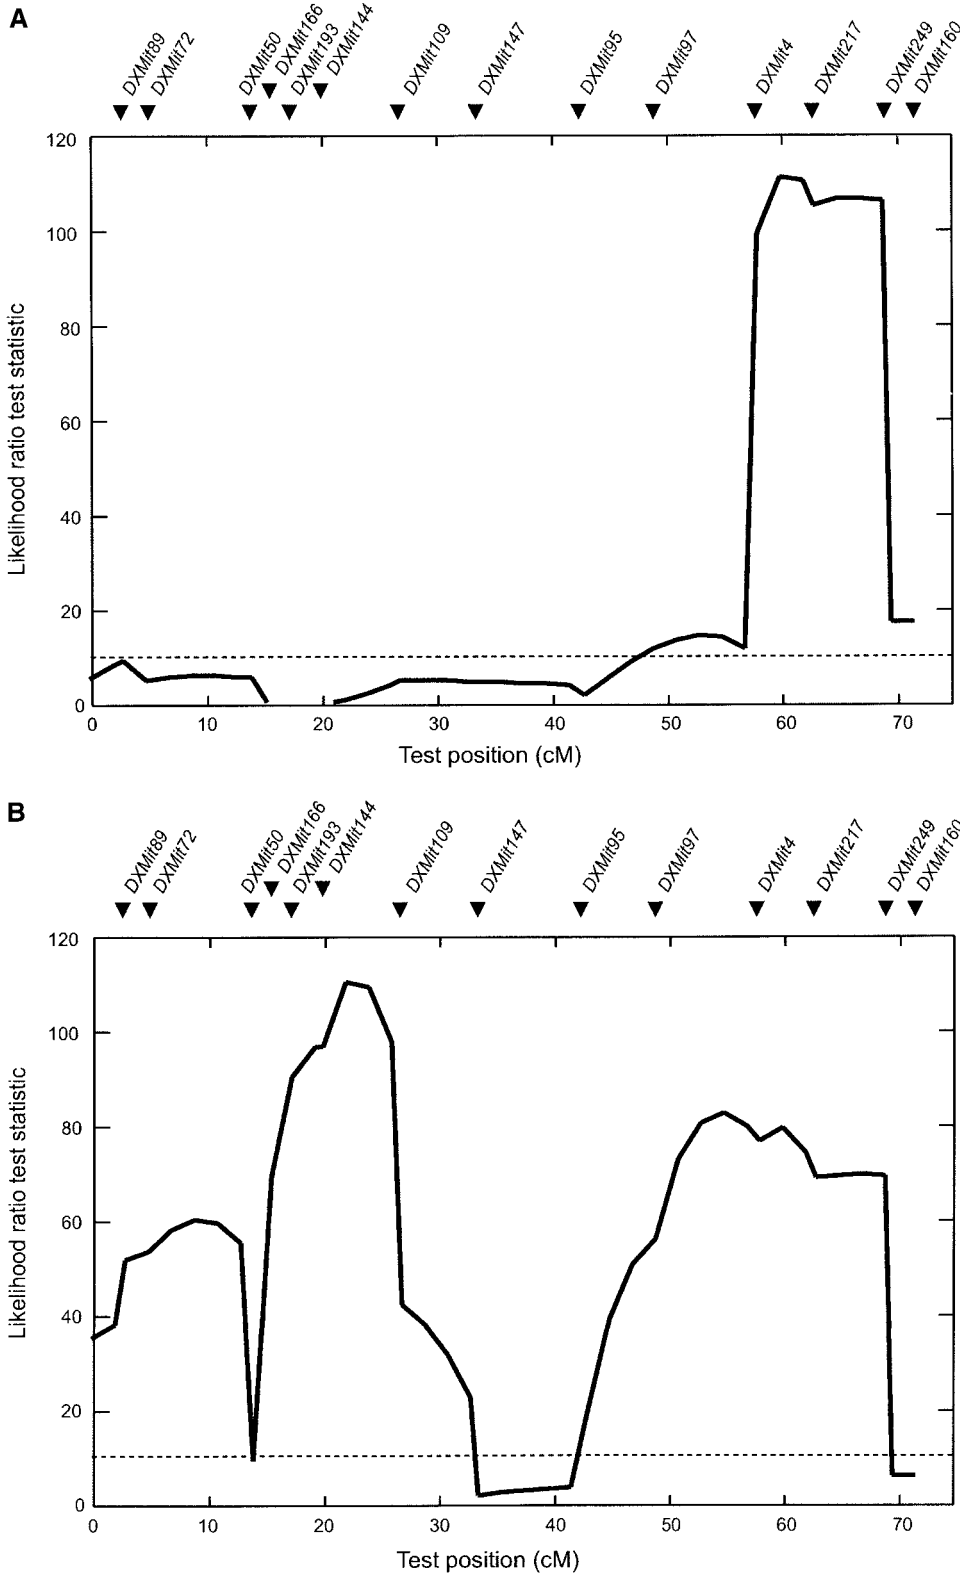 A
DXMit89
DXMit72
DXMit50
DXMit166
DXMit193
DXMit144
DXMit109
DXMit147
DXMit95
DXMit97
DXMit4
DXMit217
DXMit249
DXMit160
120
100
80
60
40
20
0
Likelihood ratio test statistic
0 10 20 30 40 50 60 70
Test position (cM)
B
DXMit89
DXMit72
DXMit50
DXMit166
DXMit193
DXMit144
DXMit109
DXMit147
DXMit95
DXMit97
DXMit4
DXMit217
DXMit249
DXMit160
120
100
80
60
40
20
0
Likelihood ratio test statistic
0 10 20 30 40 50 60 70
Test position (cM)